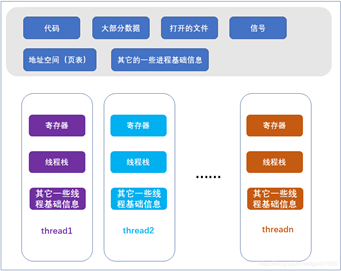 代码
大部分数据
打开的文件
信号
地址空间（页表）
其它的一些进程基础信息
寄存器
寄存器
寄存器
线程栈
线程栈
......
线程栈
其它一些线
程基础信息
其它一些线
程基础信息
其它一些线
程基础信息
thread1
thread2
threadn